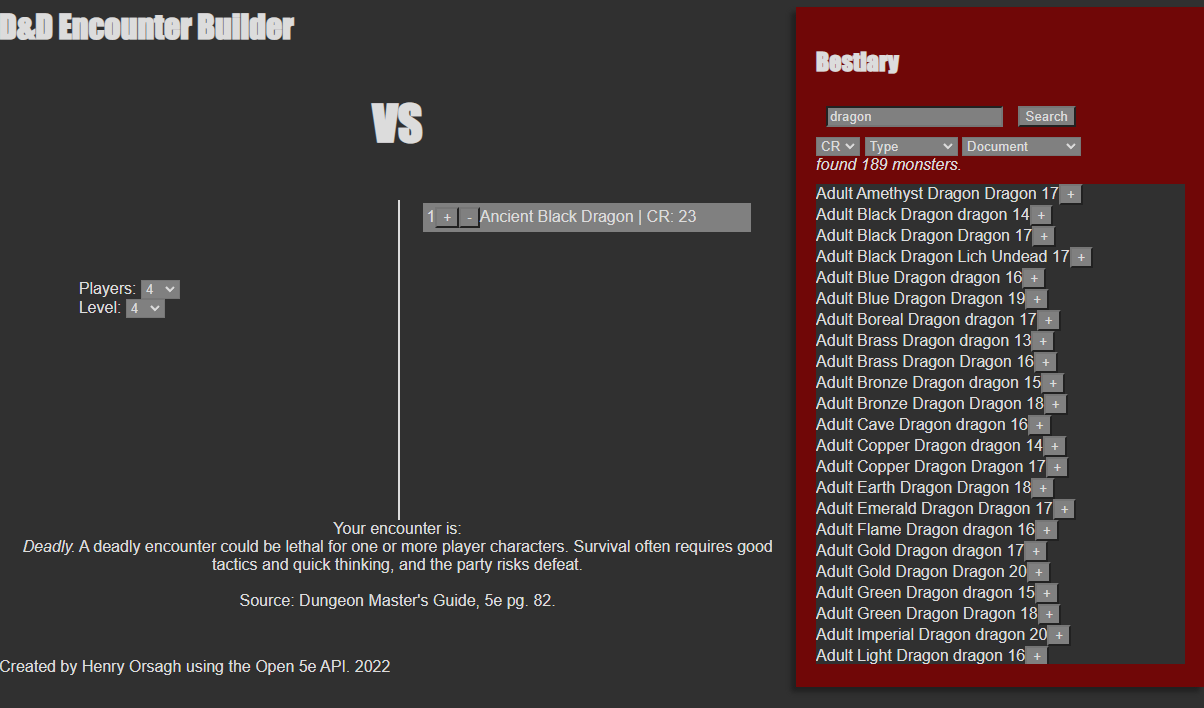 D&D Encounter Builder
VS
Players: 4
Level: 4
1 + - Ancient Black Dragon | CR: 23
Your encounter is:
Deadly. A deadly encounter could be lethal for one or more player characters. Survival often requires good
tactics and quick thinking, and the party risks defeat.
Source: Dungeon Master's Guide, 5e pg. 82.
Created by Henry Orsagh using the Open 5e API. 2022
Bestiary
dragon Search
CR Type Document
found 189 monsters.
Adult Amethyst Dragon Dragon 17 +
Adult Black Dragon dragon 14 +
Adult Black Dragon Dragon 17 +
Adult Black Dragon Lich Undead 17 +
Adult Blue Dragon dragon 16 +
Adult Blue Dragon Dragon 19 +
Adult Boreal Dragon dragon 17 +
Adult Brass Dragon dragon 13 +
Adult Brass Dragon Dragon 16 +
Adult Bronze Dragon dragon 15 +
Adult Bronze Dragon Dragon 18 +
Adult Cave Dragon dragon 16 +
Adult Copper Dragon dragon 14 +
Adult Copper Dragon Dragon 17 +
Adult Earth Dragon Dragon 18 +
Adult Emerald Dragon Dragon 17 +
Adult Flame Dragon dragon 16 +
Adult Gold Dragon dragon 17 +
Adult Gold Dragon Dragon 20 +
Adult Green Dragon dragon 15 +
Adult Green Dragon Dragon 18 +
Adult Imperial Dragon dragon 20 +
Adult Light Dragon dragon 16 +